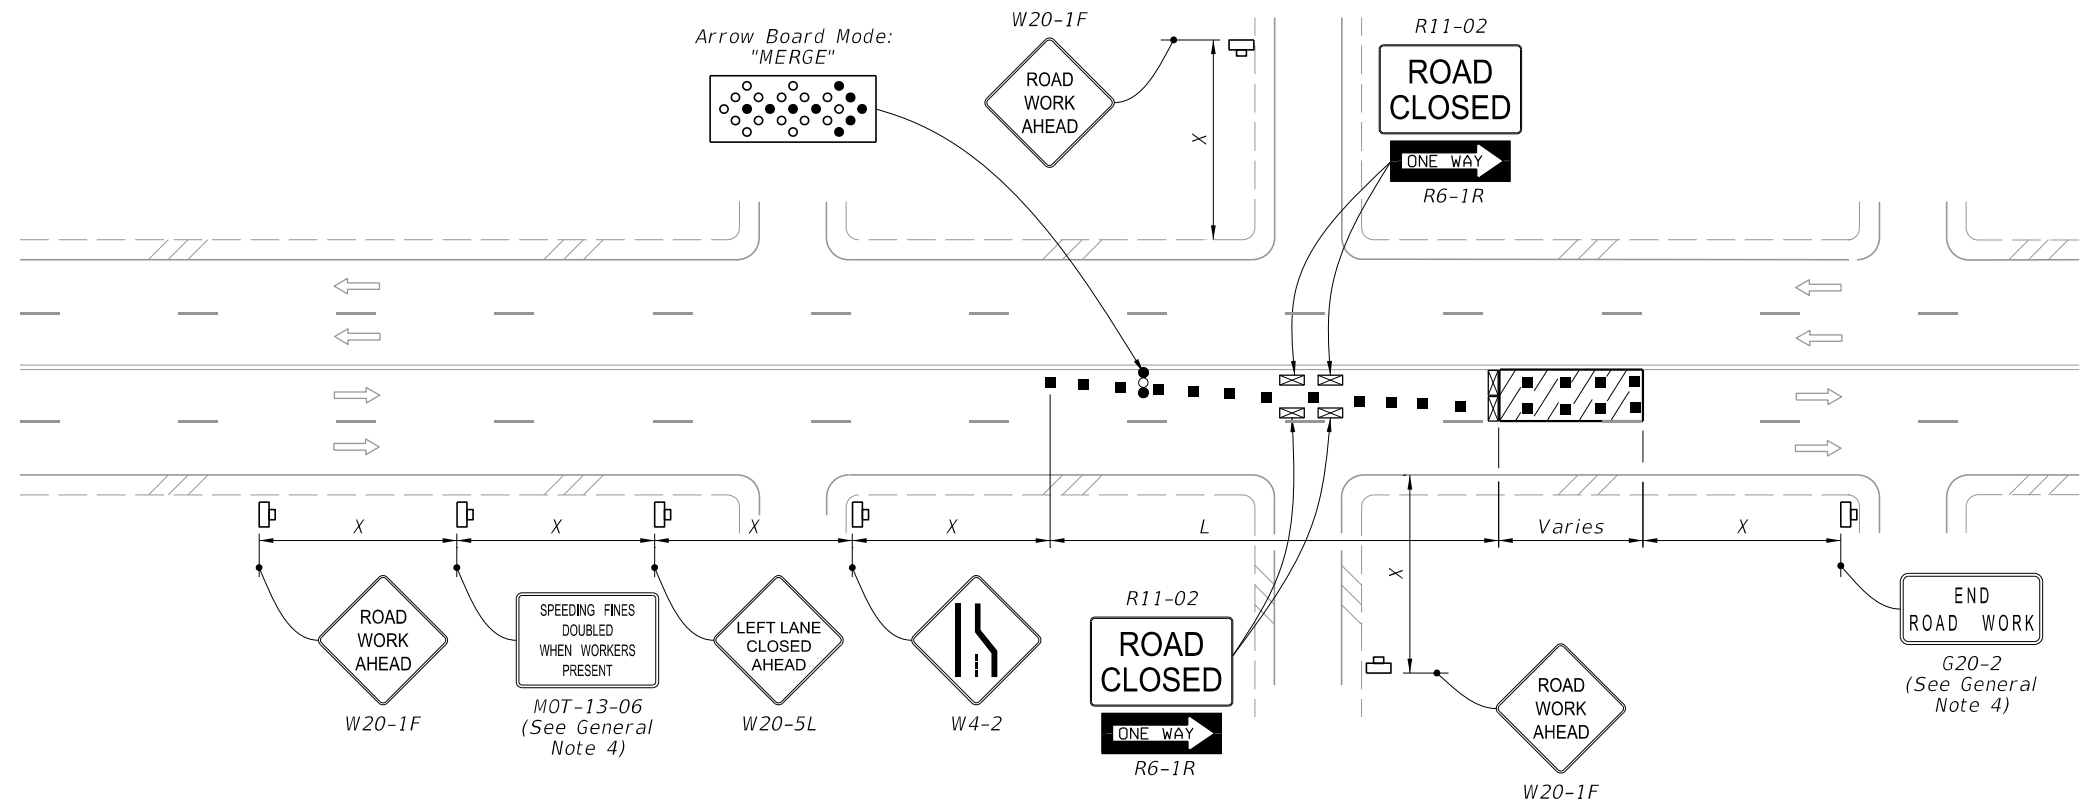 Arrow Board Mode:
"MERGE"
W20-1F
ROAD
WORK
AHEAD
X
R11-02
ROAD
CLOSED
ONE WAY
R6-1R
X
X
X
X
L
Varies
X
X
ROAD
WORK
AHEAD
W20-1F
SPEEDING FINES
DOUBLED
WHEN WORKERS
PRESENT
MOT-13-06
(See General
Note 4)
LEFT LANE
CLOSED
AHEAD
W20-5L
W4-2
R11-02
ROAD
CLOSED
ONE WAY
R6-1R
ROAD
WORK
AHEAD
W20-1F
END
ROAD WORK
G20-2
(See General
Note 4)